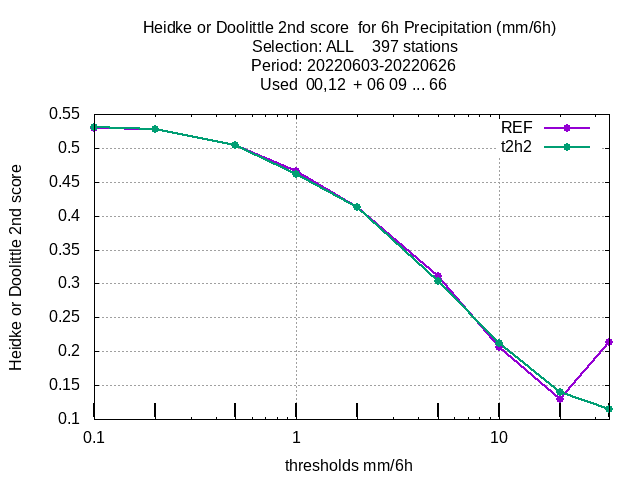 Heidke or Doolittle 2nd score  for 6h Precipitation (mm/6h)
Selection: ALL    397 stations
Period: 20220603-20220626
Used  00,12  + 06 09 ... 66
REF
t2h2
Heidke or Doolittle 2nd score
0.55
0.5
0.45
0.4
0.35
0.3
0.25
0.2
0.15
0.1
0.1 1 10
thresholds mm/6h